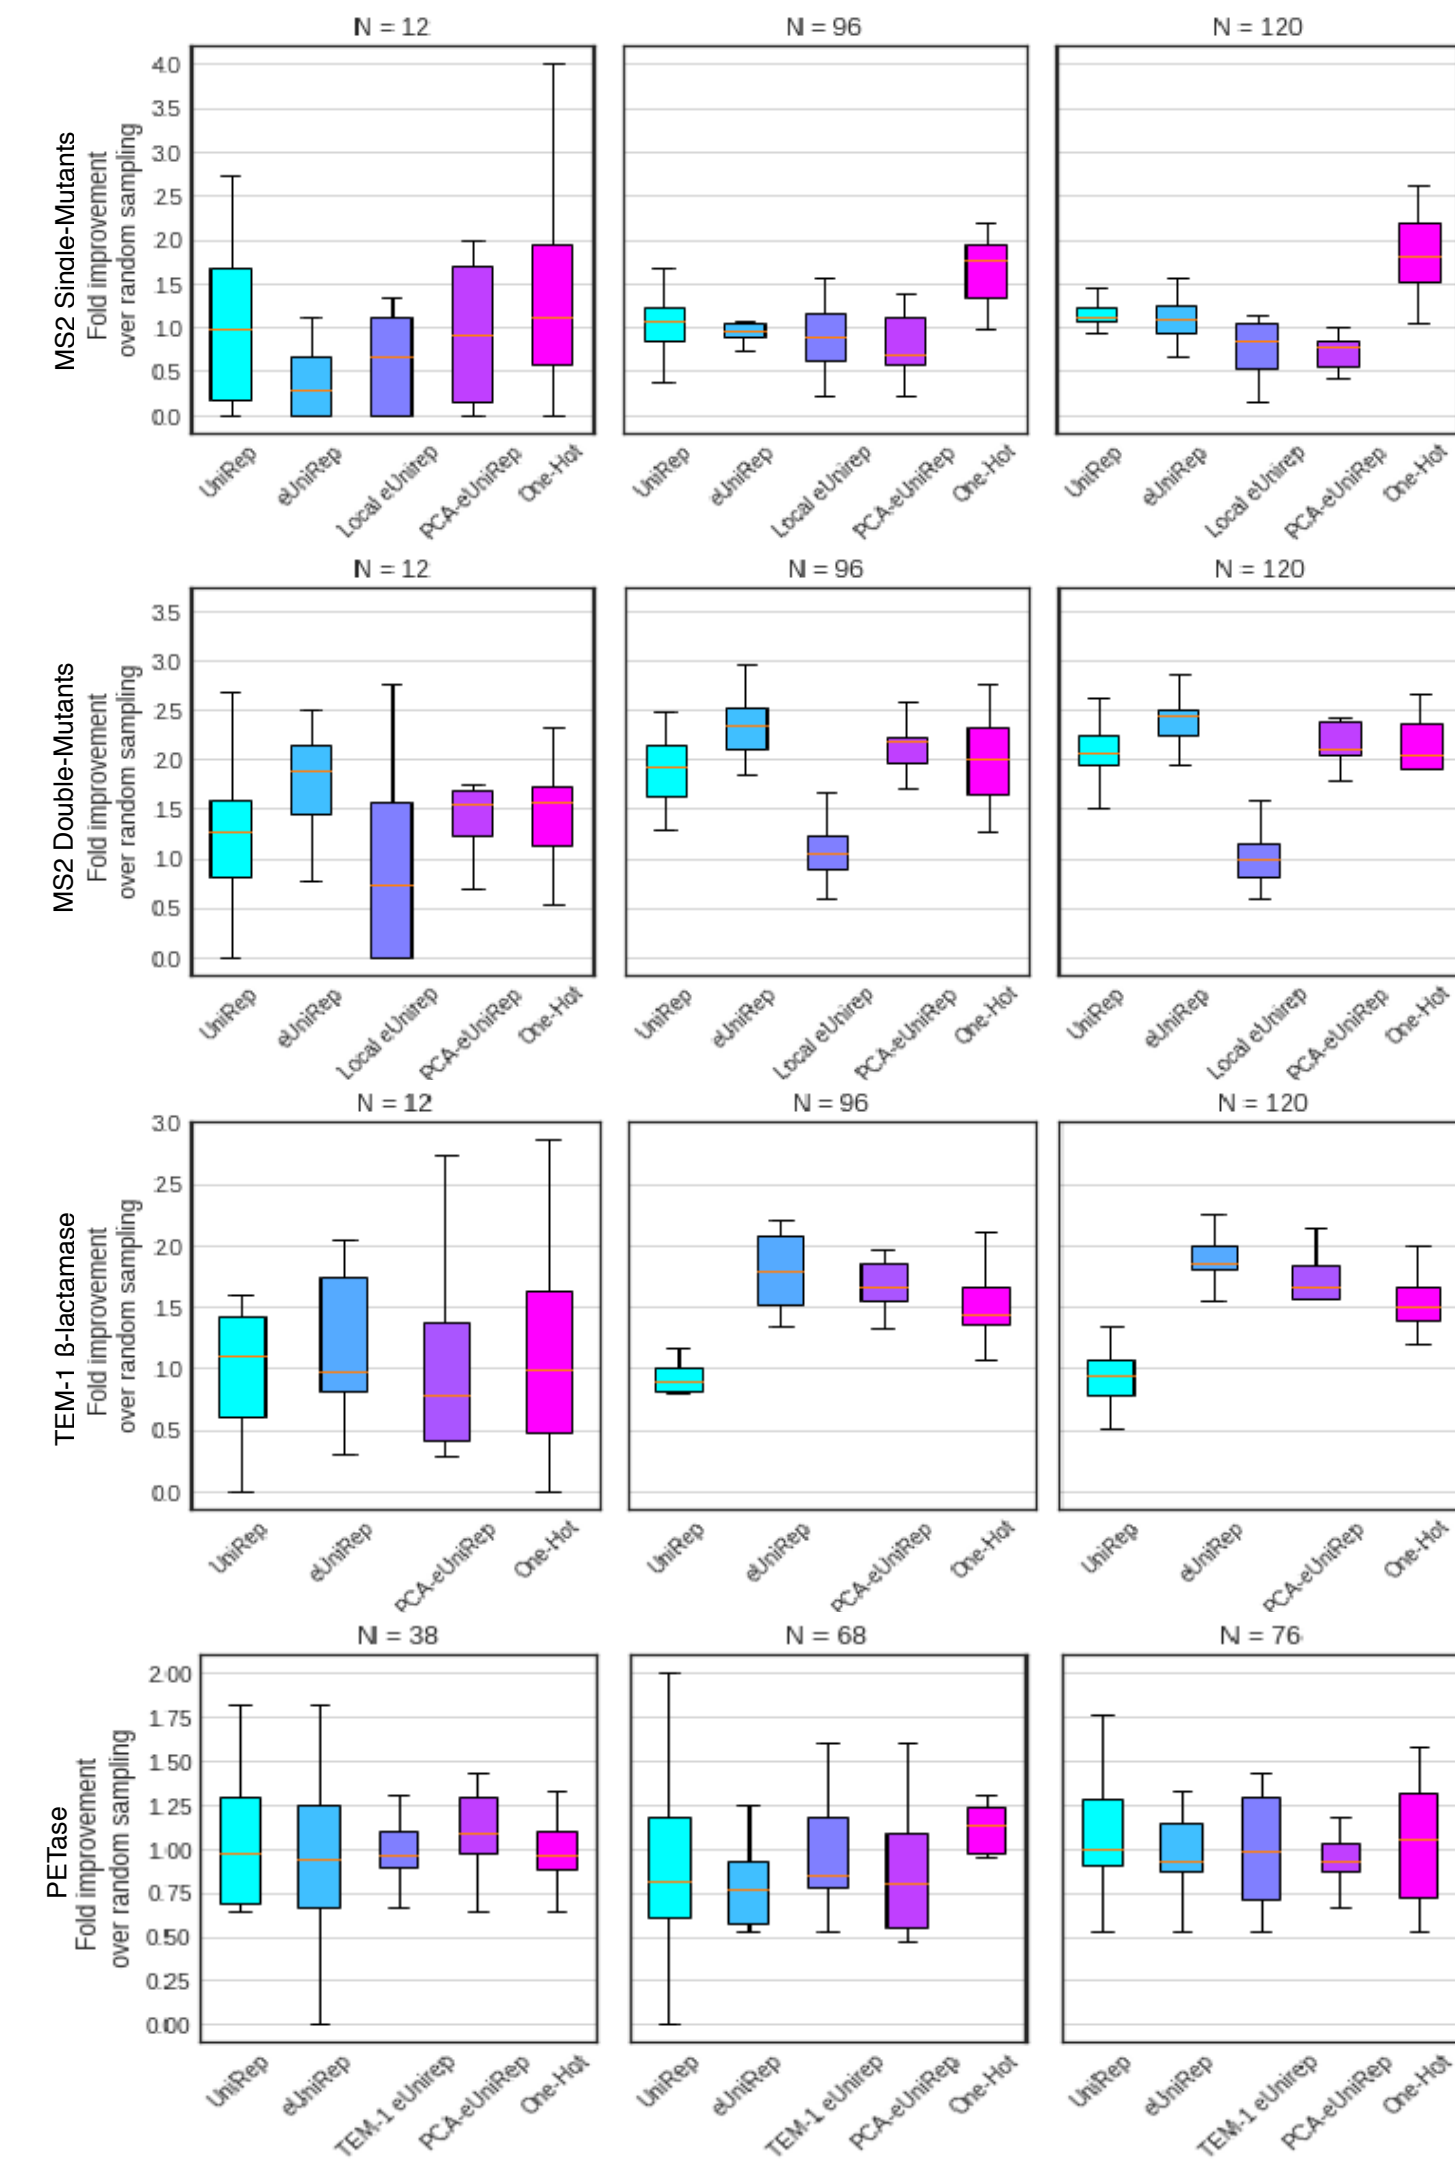 N = 12
N = 96
N = 120
MS2 Single-Mutants
Fold improvement
over random sampling
4.0
3.5
3.0
2.5
2.0
1.5
1.0
0.5
0.0
UniRep
eUniRep
Local eUnirep
PCA-eUniRep
One-Hot
UniRep
eUniRep
Local eUnirep
PCA-eUniRep
One-Hot
UniRep
eUniRep
Local eUnirep
PCA-eUniRep
One-Hot
N = 12
N = 96
N = 120
MS2 Double-Mutants
Fold improvement
over random sampling
3.5
3.0
2.5
2.0
1.5
1.0
0.5
0.0
UniRep
eUniRep
Local eUnirep
PCA-eUniRep
One-Hot
UniRep
eUniRep
Local eUnirep
PCA-eUniRep
One-Hot
UniRep
eUniRep
Local eUnirep
PCA-eUniRep
One-Hot
N = 12
N = 96
N = 120
TEM-1 β-lactamase
Fold improvement
over random sampling
3.0
2.5
2.0
1.5
1.0
0.5
0.0
UniRep
eUniRep
PCA-eUniRep
One-Hot
UniRep
eUniRep
PCA-eUniRep
One-Hot
UniRep
eUniRep
PCA-eUniRep
One-Hot
N = 38
N = 68
N = 76
PETase
Fold improvement
over random sampling
2.00
1.75
1.50
1.25
1.00
0.75
0.50
0.25
0.00
UniRep
eUniRep
TEM-1 eUnirep
PCA-eUniRep
One-Hot
UniRep
eUniRep
TEM-1 eUnirep
PCA-eUniRep
One-Hot
UniRep
eUniRep
TEM-1 eUnirep
PCA-eUniRep
One-Hot